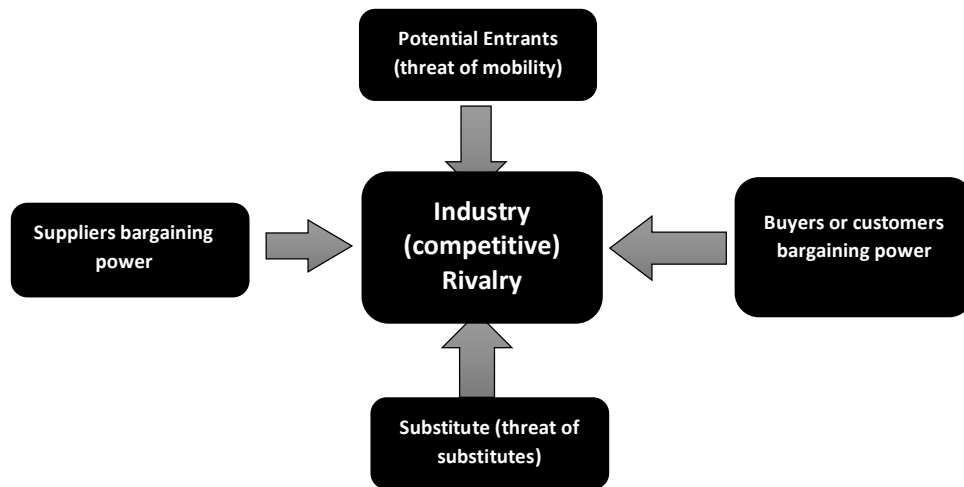 Potential Entrants
(threat of mobility)
Suppliers bargaining
power
Industry
(competitive)
Rivalry
Buyers or customers
bargaining power
Substitute (threat of
substitutes)